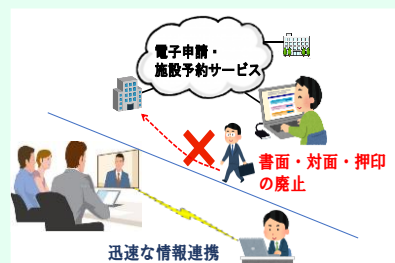 電子申請・
施設予約サービス
書面・対面・押印
の廃止
迅速な情報連携